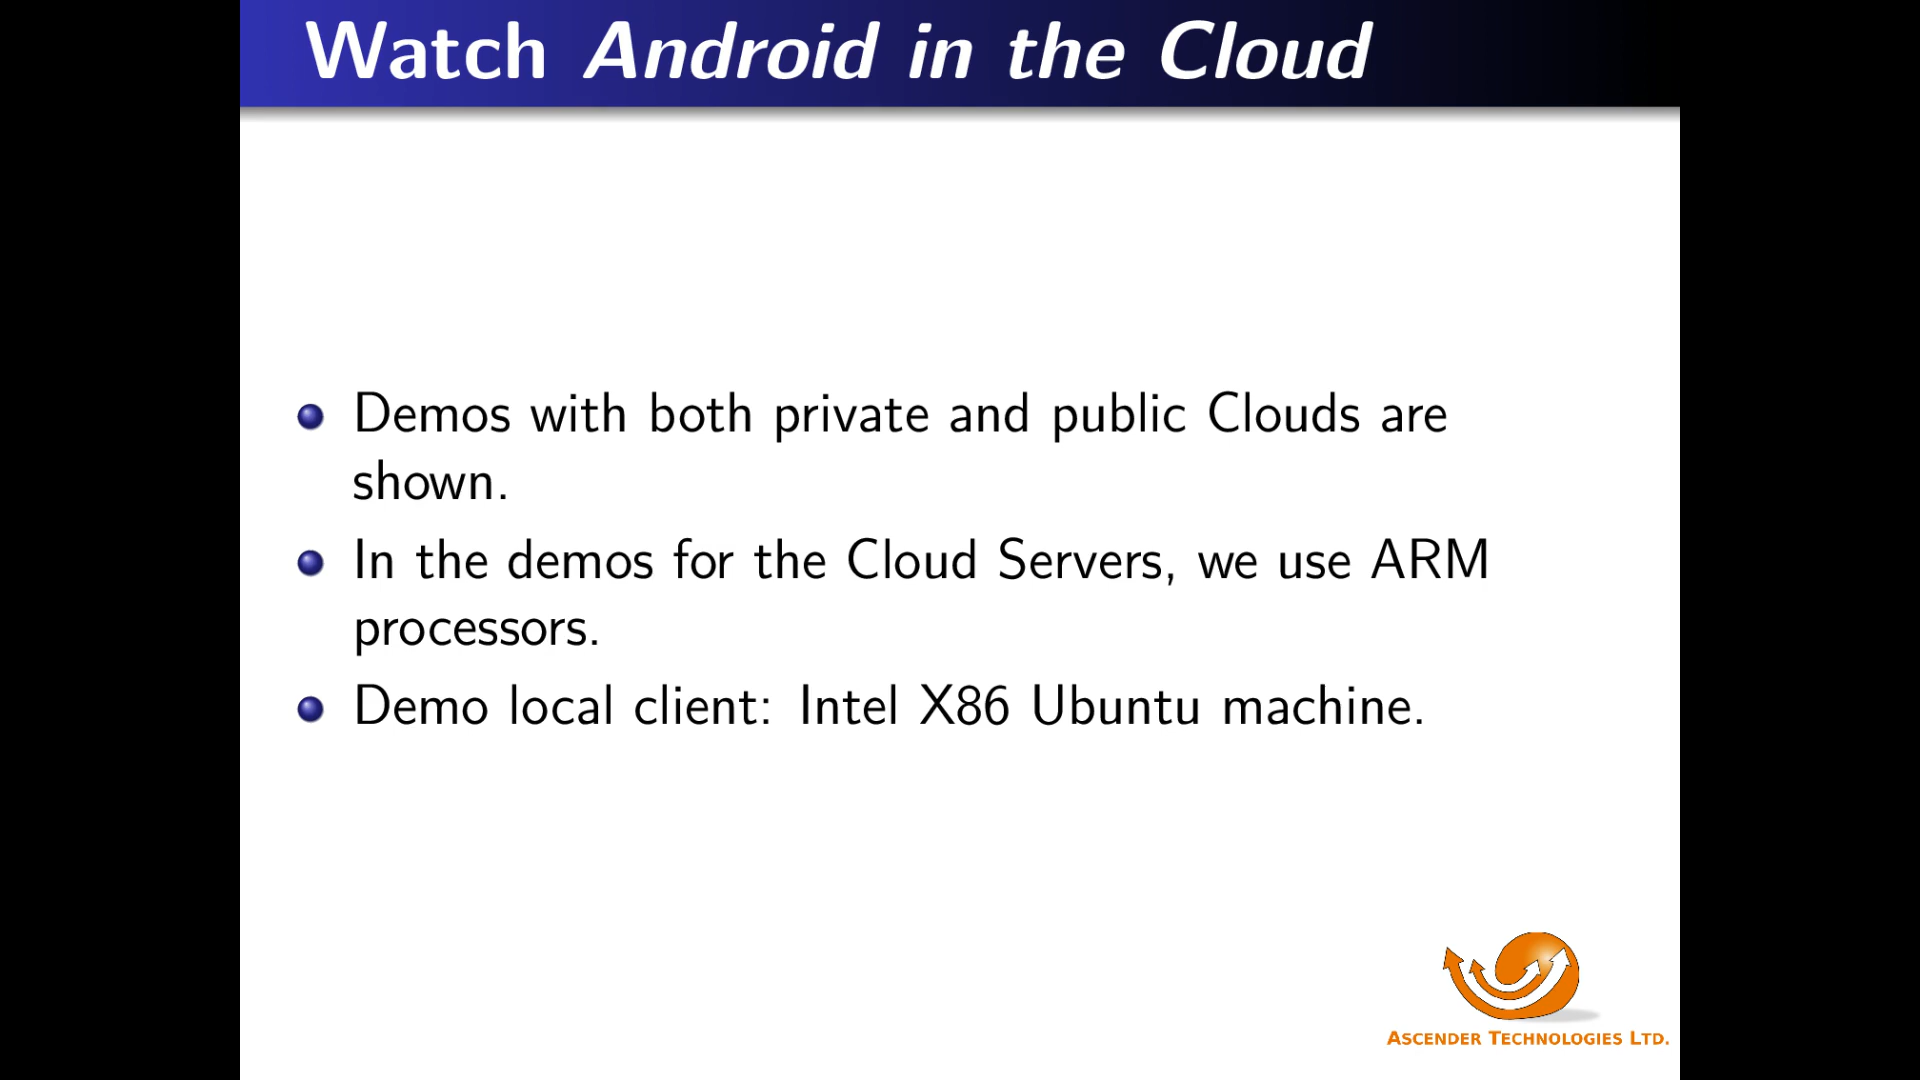 Watch Android in the Cloud
Demos with both private and public Clouds are
shown.
In the demos for the Cloud Servers, we use ARM
processors.
Demo local client: Intel X86 Ubuntu machine.
ASCENDER TECHNOLOGIES LTD.